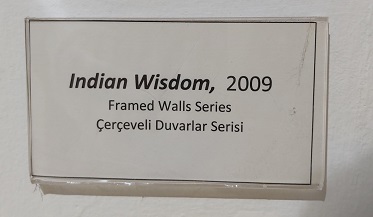 Indian Wisdom, 2009
Framed Walls Series
Çerçeveli Duvarlar Serisi